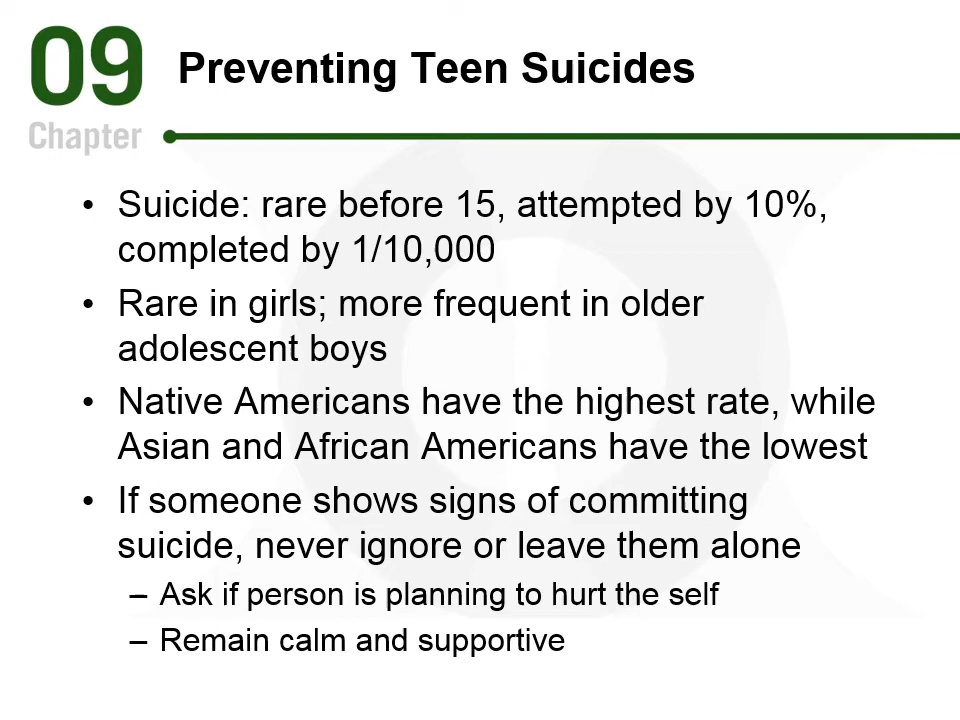 09
Chapter
Preventing Teen Suicides
• Suicide: rare before 15, attempted by 10%,
completed by 1/10,000
• Rare in girls; more frequent in older
adolescent boys
• Native Americans have the highest rate, while
Asian and African Americans have the lowest
• If someone shows signs of committing
suicide, never ignore or leave them alone
– Ask if person is planning to hurt the self
– Remain calm and supportive